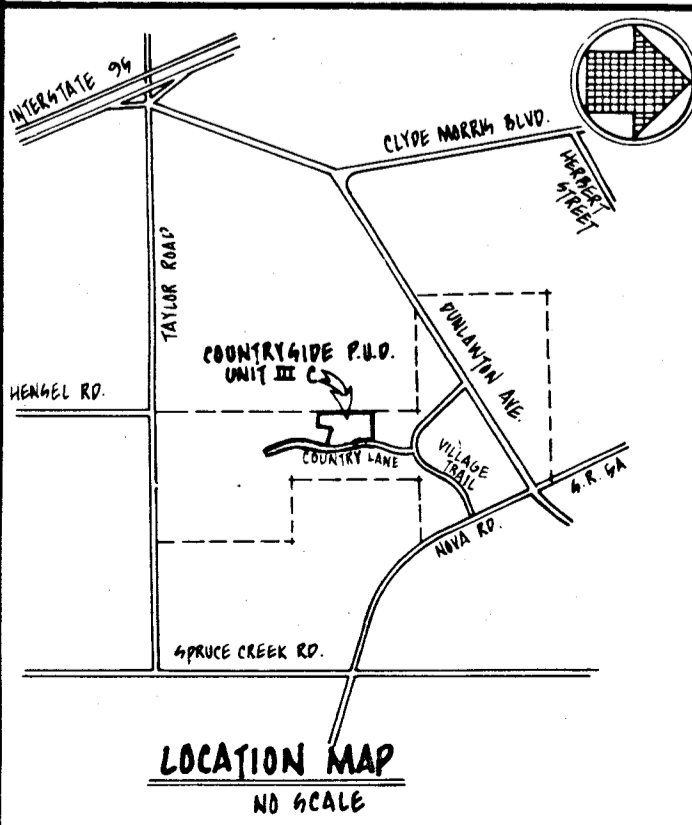 INTERSTATE 95
CLYDE MORRIS BLVD.
HERBERT
STREET
TAYLOR ROAD
DUNLAWTON AVE.
COUNTRYSIDE P.U.D.
UNIT III C
HENSEL RD.
COUNTRY LANE
VILLAGE
TRAIL
S.R. 5A
NOVA RD.
SPRUCE CREEK RD.
LOCATION MAP
NO SCALE